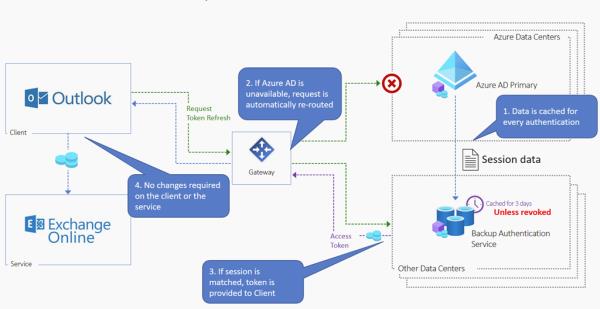 Azure Data Centers
Azure AD Primary
2. If Azure AD is
unavailable, request is
automatically re-routed
1. Data is cached for
every authentication
Outlook
Client
Request
Token Refresh
Gateway
Session data
4. No changes required
on the client or the
service
Exchange
Online
Service
Access
Token
Cached for 3 days
Unless revoked
Backup Authentication
Service
Other Data Centers
3. If session is
matched, token is
provided to Client